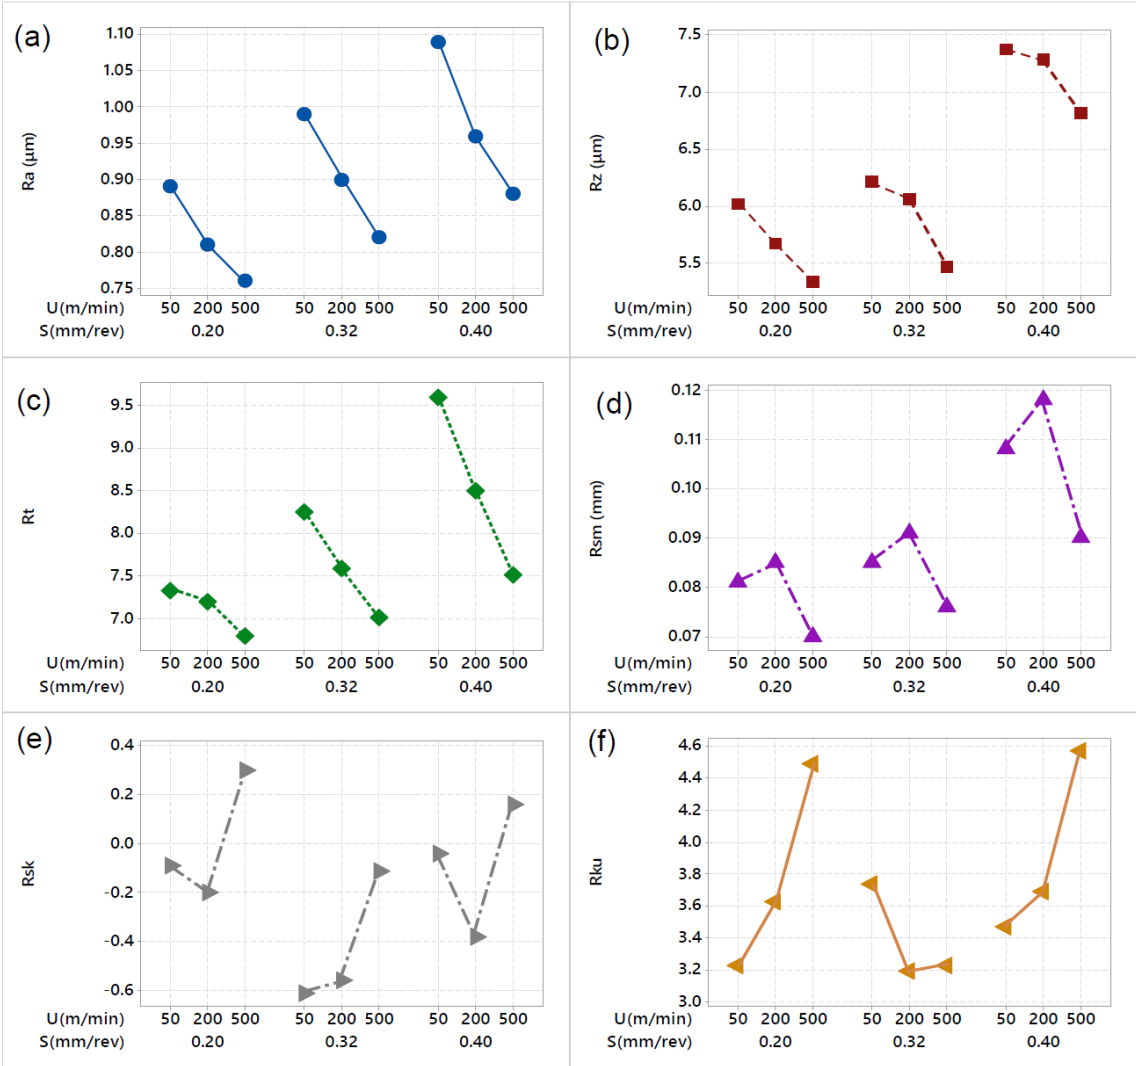 (a)
Ra (µm)
1.10
1.05
1.00
0.95
0.90
0.85
0.80
0.75
U(m/min) 50 200 500 50 200 500 50 200 500
S(mm/rev) 0.20 0.32 0.40
(b)
Rz (µm)
7.5
7.0
6.5
6.0
5.5
U(m/min) 50 200 500 50 200 500 50 200 500
S(mm/rev) 0.20 0.32 0.40
(c)
Rt
9.5
9.0
8.5
8.0
7.5
7.0
U(m/min) 50 200 500 50 200 500 50 200 500
S(mm/rev) 0.20 0.32 0.40
(d)
Rsm (mm)
0.12
0.11
0.10
0.09
0.08
0.07
U(m/min) 50 200 500 50 200 500 50 200 500
S(mm/rev) 0.20 0.32 0.40
(e)
Rsk
0.4
0.2
0.0
-0.2
-0.4
-0.6
U(m/min) 50 200 500 50 200 500 50 200 500
S(mm/rev) 0.20 0.32 0.40
(f)
Rku
4.6
4.4
4.2
4.0
3.8
3.6
3.4
3.2
3.0
U(m/min) 50 200 500 50 200 500 50 200 500
S(mm/rev) 0.20 0.32 0.40